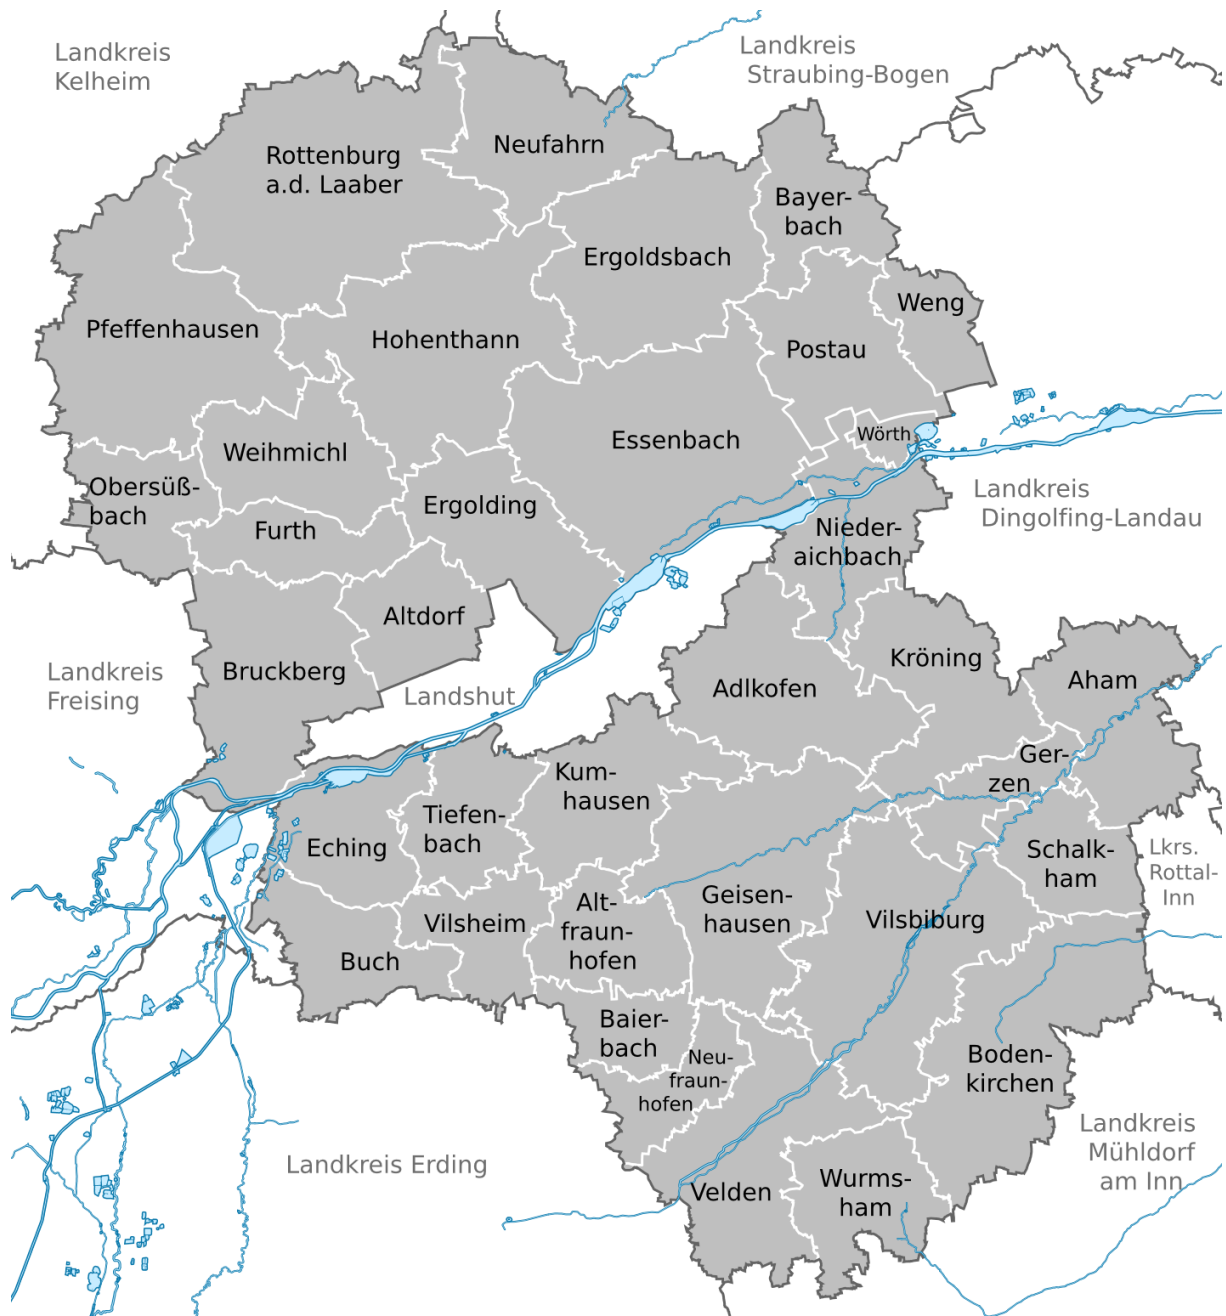 Landkreis
Kelheim
Landkreis
Straubing-Bogen
Neufahrn
Rottenburg
a.d. Laaber
Bayer-
bach
Ergoldsbach
Weng
Pfeffenhausen
Hohenthann
Postau
Wörth
Essenbach
Weihmichl
Obersüß-
bach
Ergolding
Landkreis
Dingolfing-Landau
Furth
Nieder-
aichbach
Altdorf
Kröning
Landkreis
Freising
Bruckberg
Landshut
Adlkofen
Aham
Ger-
zen
Kum-
hausen
Tiefen-
bach
Eching
Schalk-
ham
Lkrs.
Rottal-
Inn
Geisen-
hausen
Alt-
fraun-
hofen
Vilsheim
Vilsbiburg
Buch
Baier-
bach
Neu-
fraun-
hofen
Boden-
kirchen
Landkreis
Mühldorf
am Inn
Landkreis Erding
Velden
Wurms-
ham